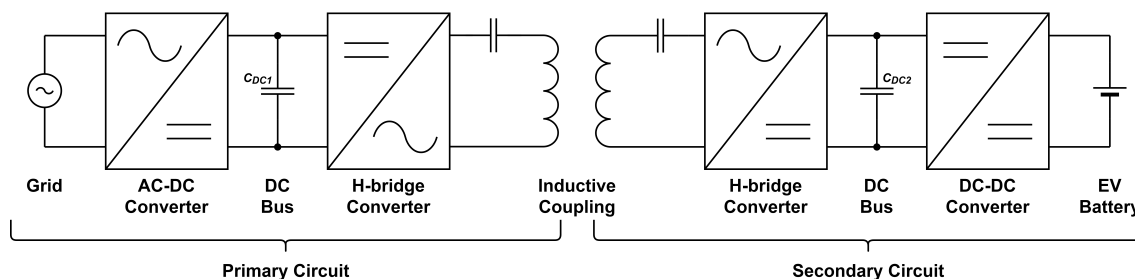 C_DC1
C_DC2
Grid
AC-DC
Converter
DC
Bus
H-bridge
Converter
Inductive
Coupling
H-bridge
Converter
DC
Bus
DC-DC
Converter
EV
Battery
Primary Circuit
Secondary Circuit